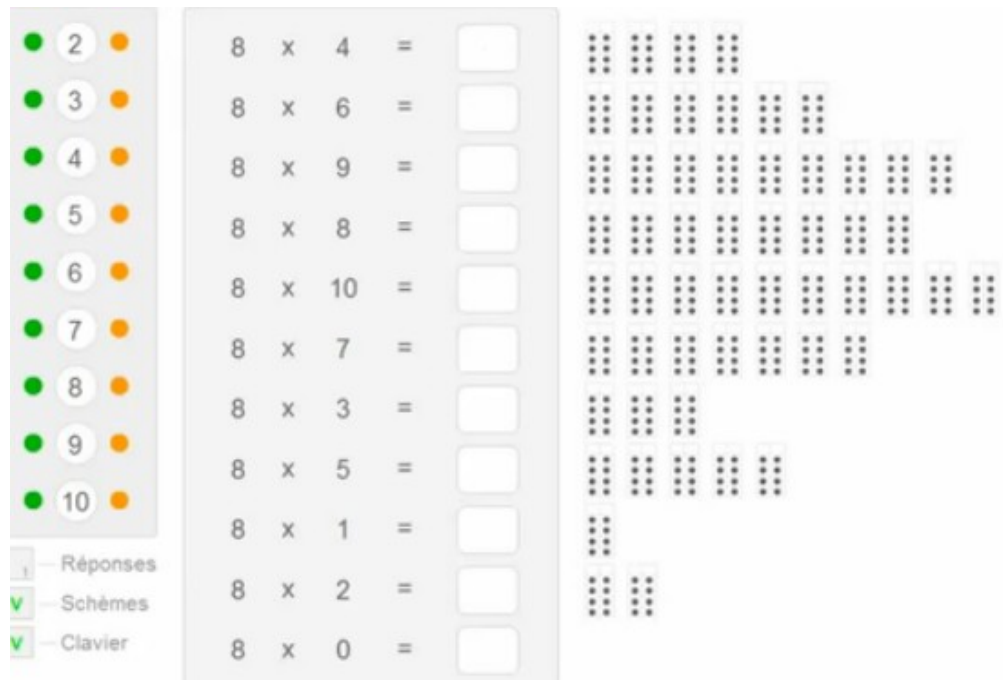 2
3
4
5
6
7
8
9
10
Réponses
Schèmes
Clavier
8 x 4 =
8 x 6 =
8 x 9 =
8 x 8 =
8 x 10 =
8 x 7 =
8 x 3 =
8 x 5 =
8 x 1 =
8 x 2 =
8 x 0 =